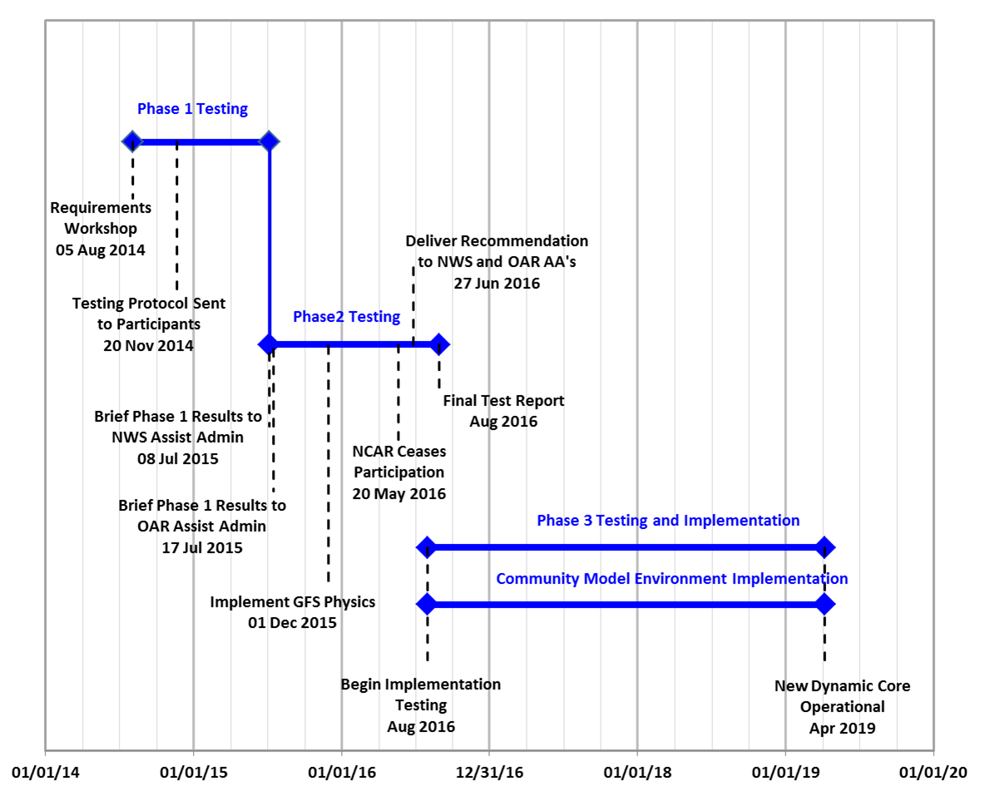 Phase 1 Testing
Requirements
Workshop
05 Aug 2014
Testing Protocol Sent
to Participants
20 Nov 2014
Deliver Recommendation
to NWS and OAR AA's
27 Jun 2016
Phase2 Testing
Brief Phase 1 Results to
NWS Assist Admin
08 Jul 2015
Final Test Report
Aug 2016
NCAR Ceases
Participation
20 May 2016
Brief Phase 1 Results to
OAR Assist Admin
17 Jul 2015
Phase 3 Testing and Implementation
Community Model Environment Implementation
Implement GFS Physics
01 Dec 2015
Begin Implementation
Testing
Aug 2016
New Dynamic Core
Operational
Apr 2019
01/01/14
01/01/15
01/01/16
12/31/16
01/01/18
01/01/19
01/01/20